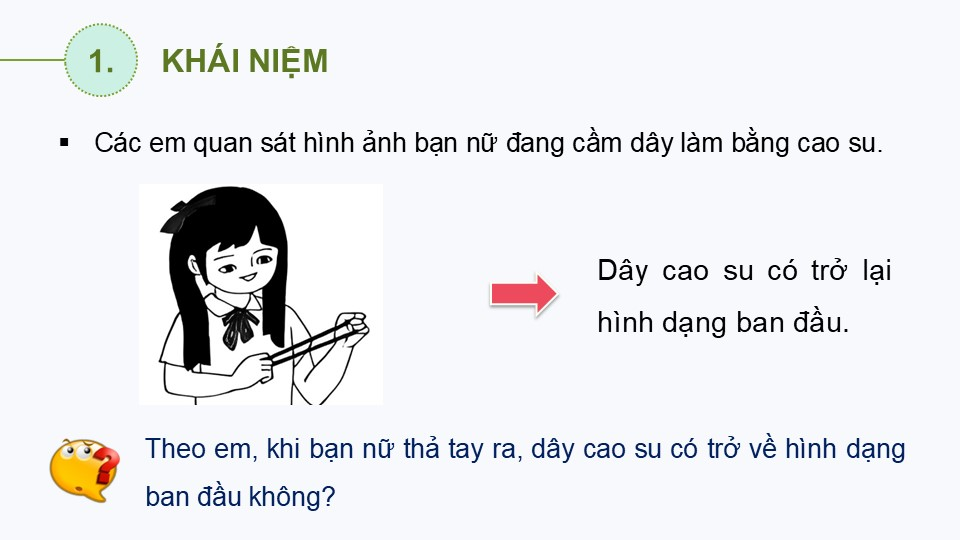 1. KHÁI NIỆM
▪ Các em quan sát hình ảnh bạn nữ đang cầm dây làm bằng cao su.
Dây cao su có trở lại
hình dạng ban đầu.
Theo em, khi bạn nữ thả tay ra, dây cao su có trở về hình dạng
ban đầu không?